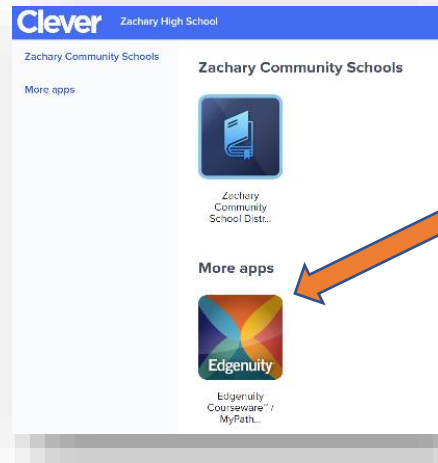 Clever Zachary High School
Zachary Community Schools
More apps
Zachary Community Schools
Zachary
Community
School Distr...
More apps
Edgenuity
Edgenuity
Courseware™ /
MyPath...